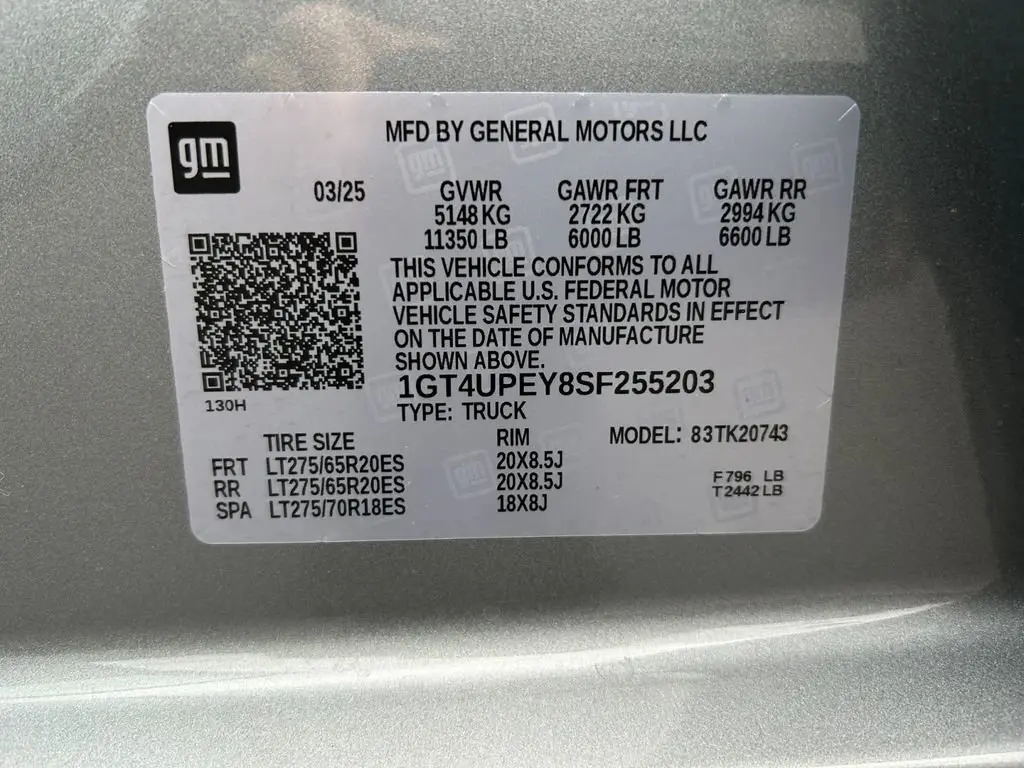 gm
MFD BY GENERAL MOTORS LLC
03/25 GVWR GAWR FRT GAWR RR
5148 KG 2722 KG 2994 KG
11350 LB 6000 LB 6600 LB
THIS VEHICLE CONFORMS TO ALL
APPLICABLE U.S. FEDERAL MOTOR
VEHICLE SAFETY STANDARDS IN EFFECT
ON THE DATE OF MANUFACTURE
SHOWN ABOVE.
1GT4UPEY8SF255203
130H
TYPE: TRUCK
TIRE SIZE RIM MODEL: 83TK20743
FRT LT275/65R20ES 20X8.5J
RR LT275/65R20ES 20X8.5J
SPA LT275/70R18ES 18X8J
F796 LB
T2442 LB